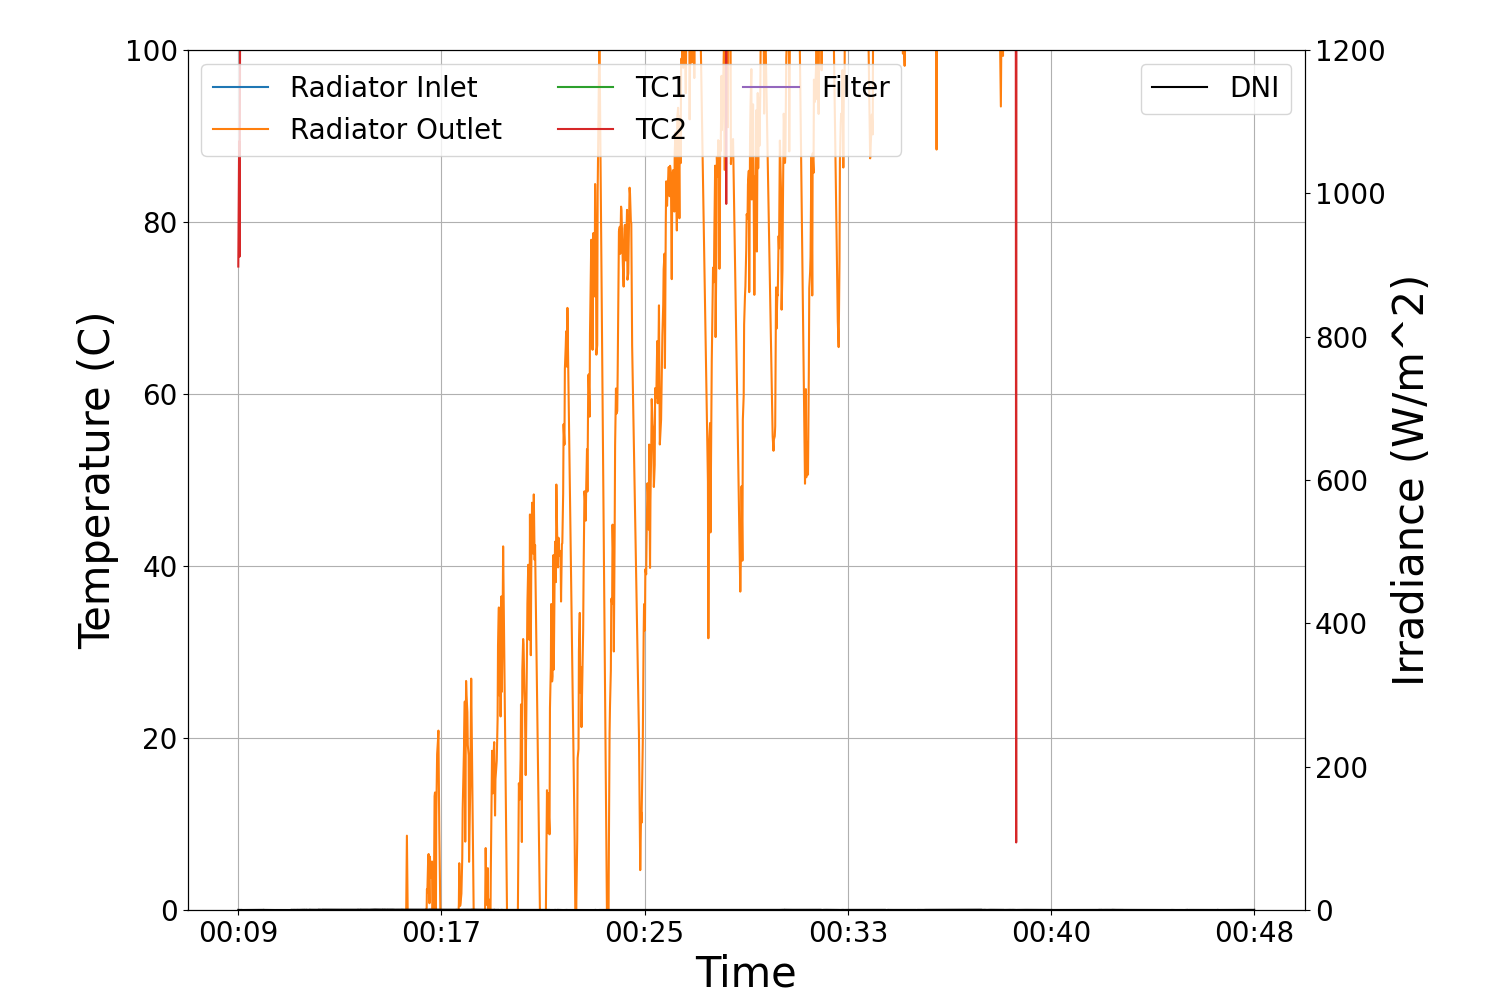 100
80
60
40
20
0
Temperature (C)
Radiator Inlet
Radiator Outlet
TC1
TC2
Filter
DNI
1200
1000
800
600
400
200
0
Irradiance (W/m^2)
00:09 00:17 00:25 00:33 00:40 00:48
Time